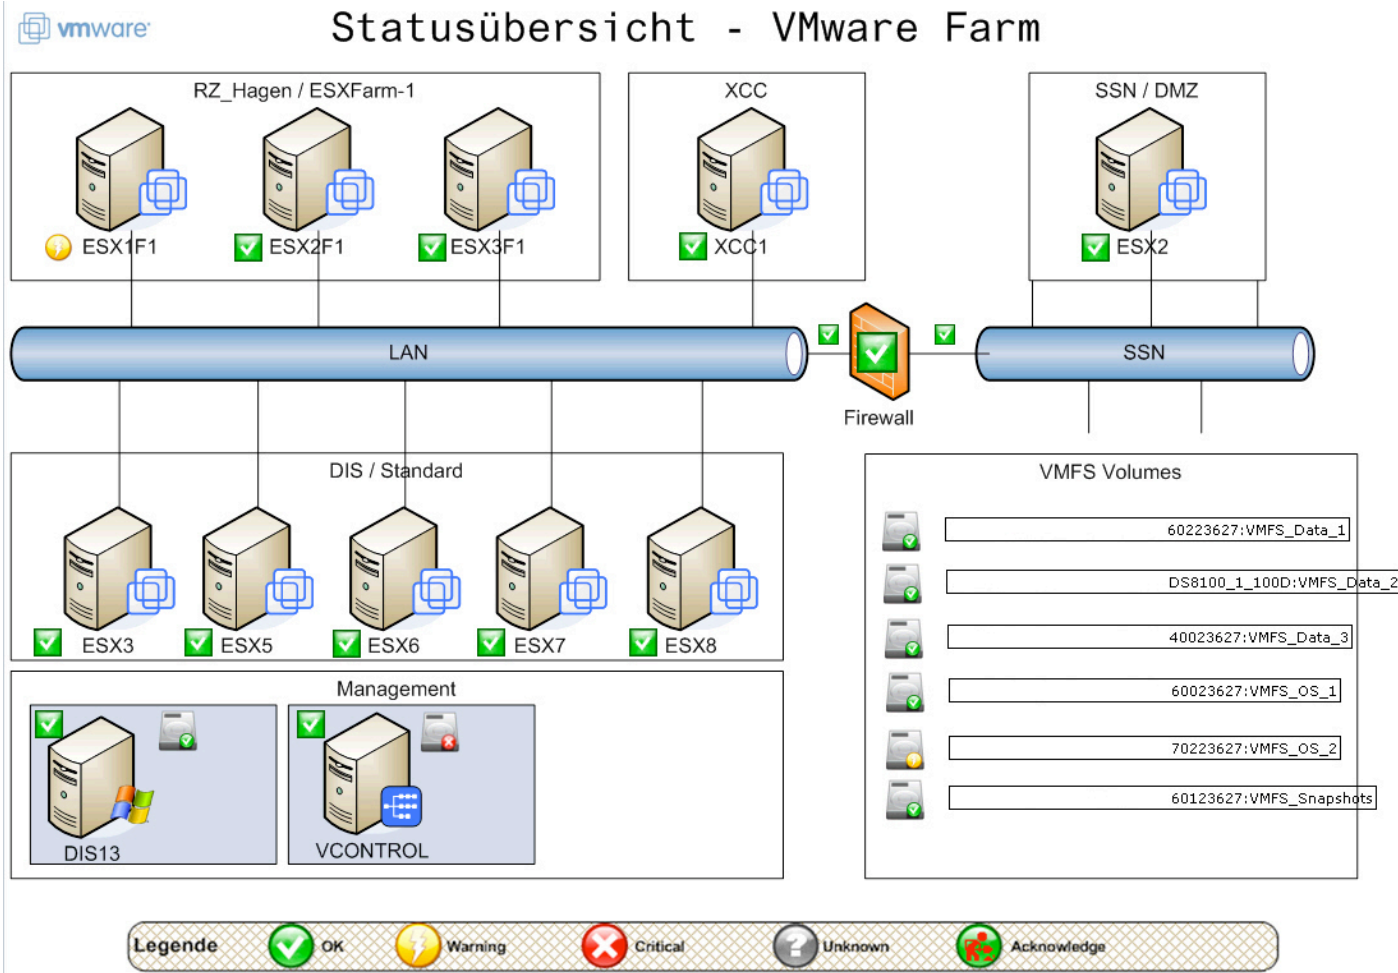 vmware
Statusübersicht - VMware Farm
RZ_Hagen / ESXFarm-1
XCC
SSN / DMZ
ESX1F1
ESX2F1
ESX3F1
XCC1
ESX2
LAN
SSN
Firewall
DIS / Standard
ESX3
ESX5
ESX6
ESX7
ESX8
VMFS Volumes
60223627:VMFS_Data_1
DS8100_1_100D:VMFS_Data_2
40023627:VMFS_Data_3
60023627:VMFS_OS_1
70223627:VMFS_OS_2
60123627:VMFS_Snapshots
Management
DIS13
VCONTROL
Legende OK Warning Critical Unknown Acknowledge